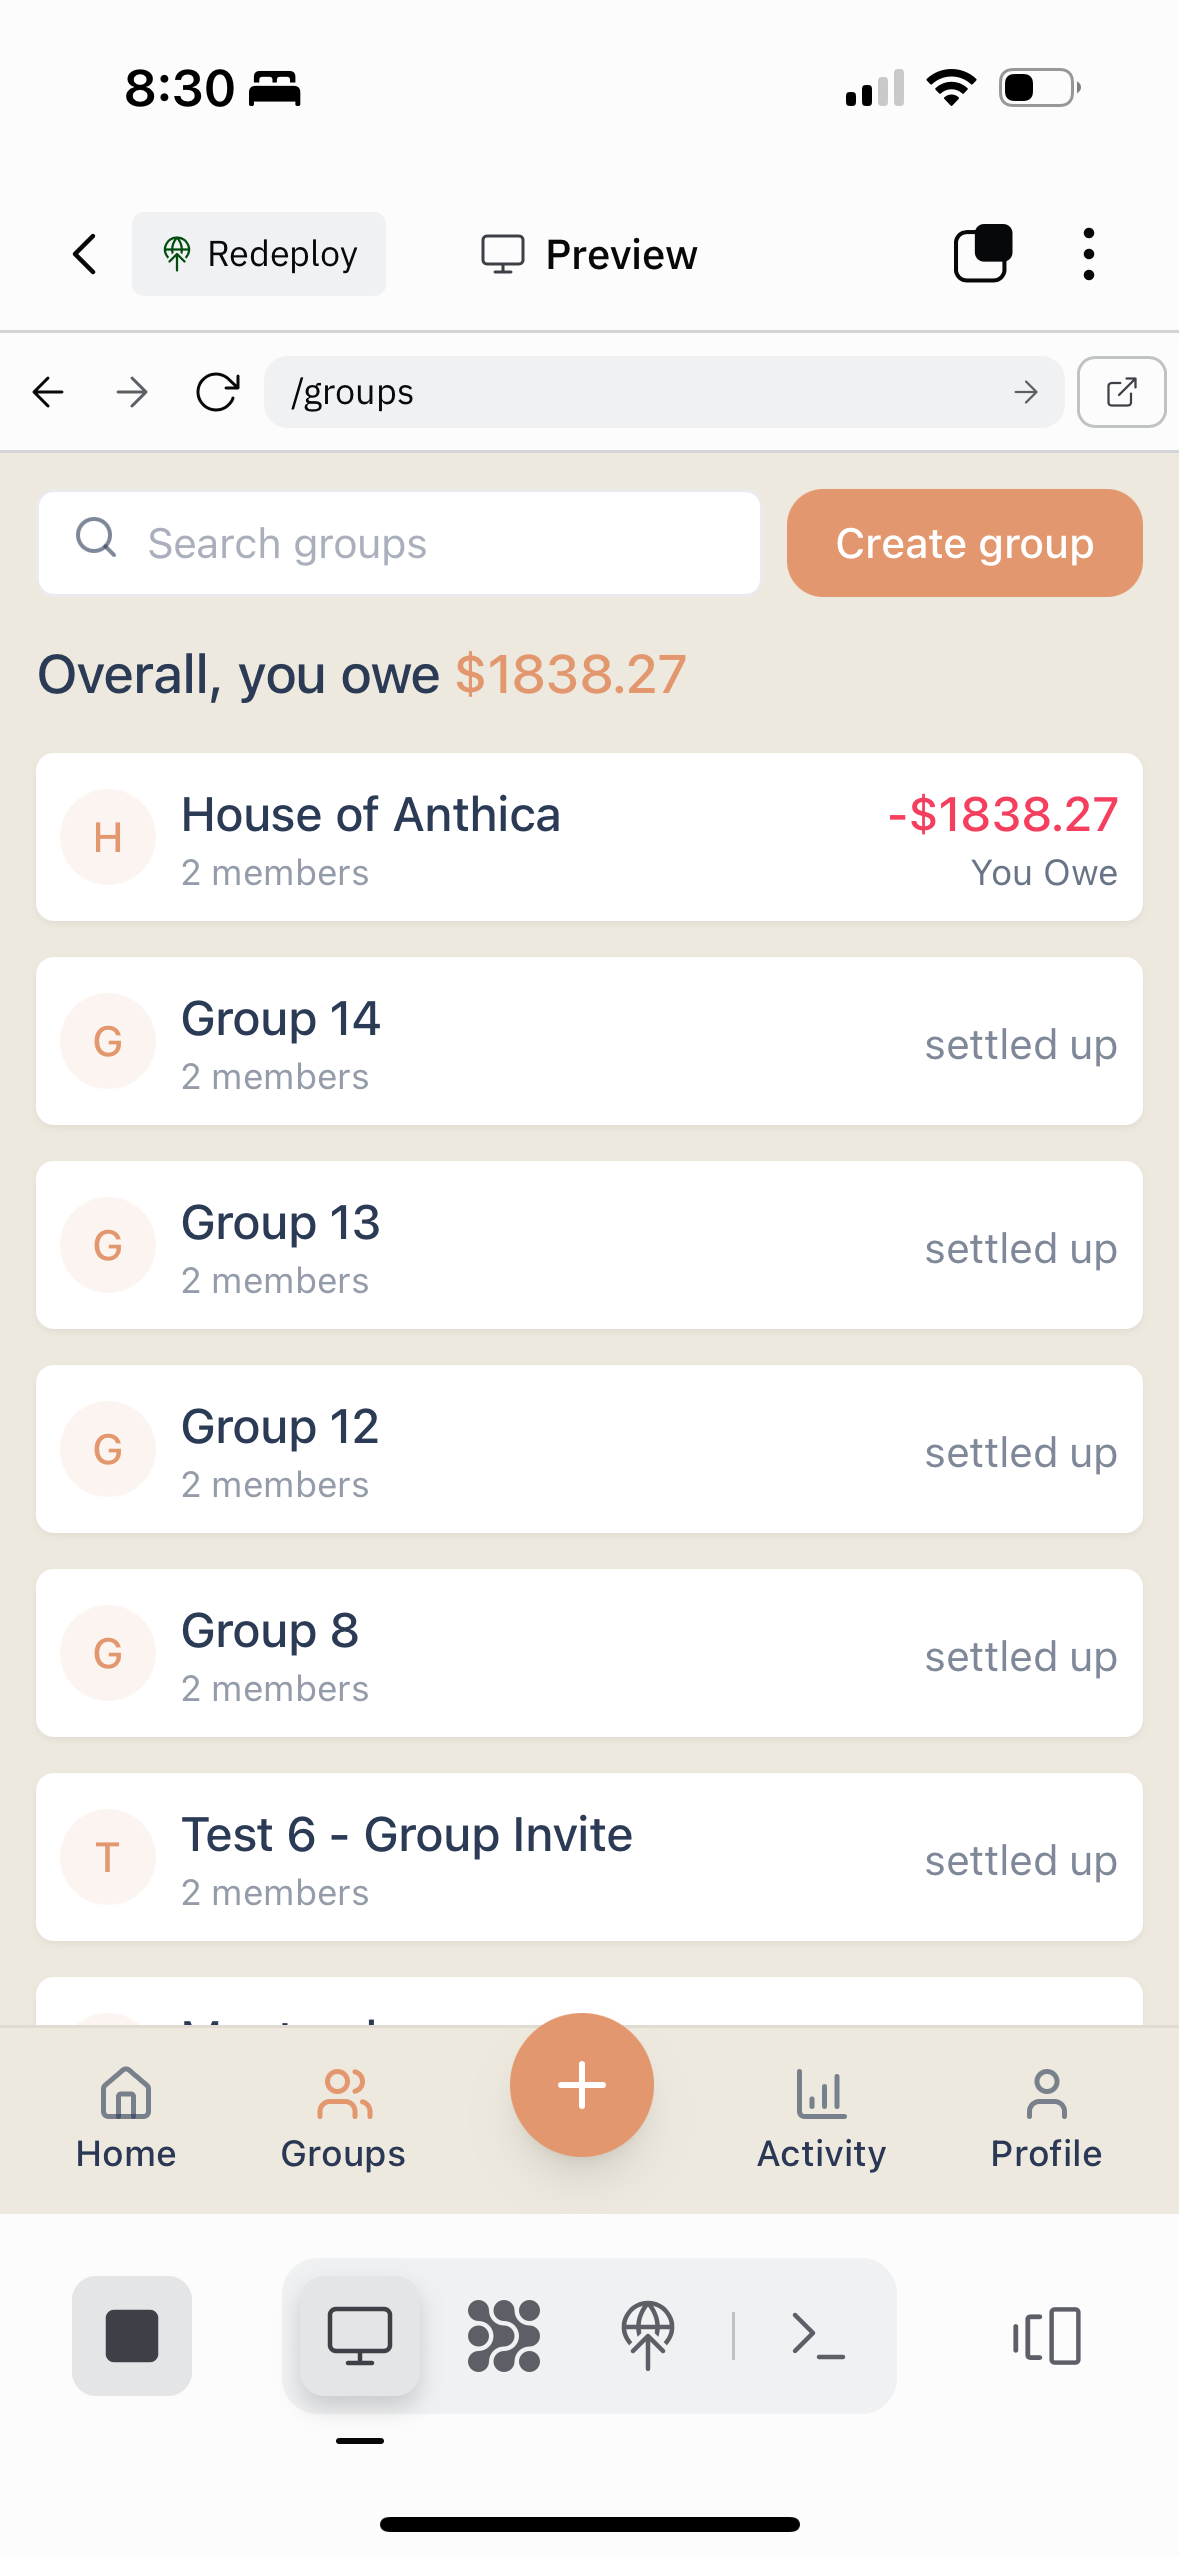 8:30
Redeploy
Preview
/groups
Search groups
Create group
Overall, you owe $1838.27
H
House of Anthica
-$1838.27
2 members
You Owe
G
Group 14
2 members
settled up
G
Group 13
2 members
settled up
G
Group 12
2 members
settled up
G
Group 8
2 members
settled up
T
Test 6 - Group Invite
2 members
settled up
Home
Groups
Activity
Profile